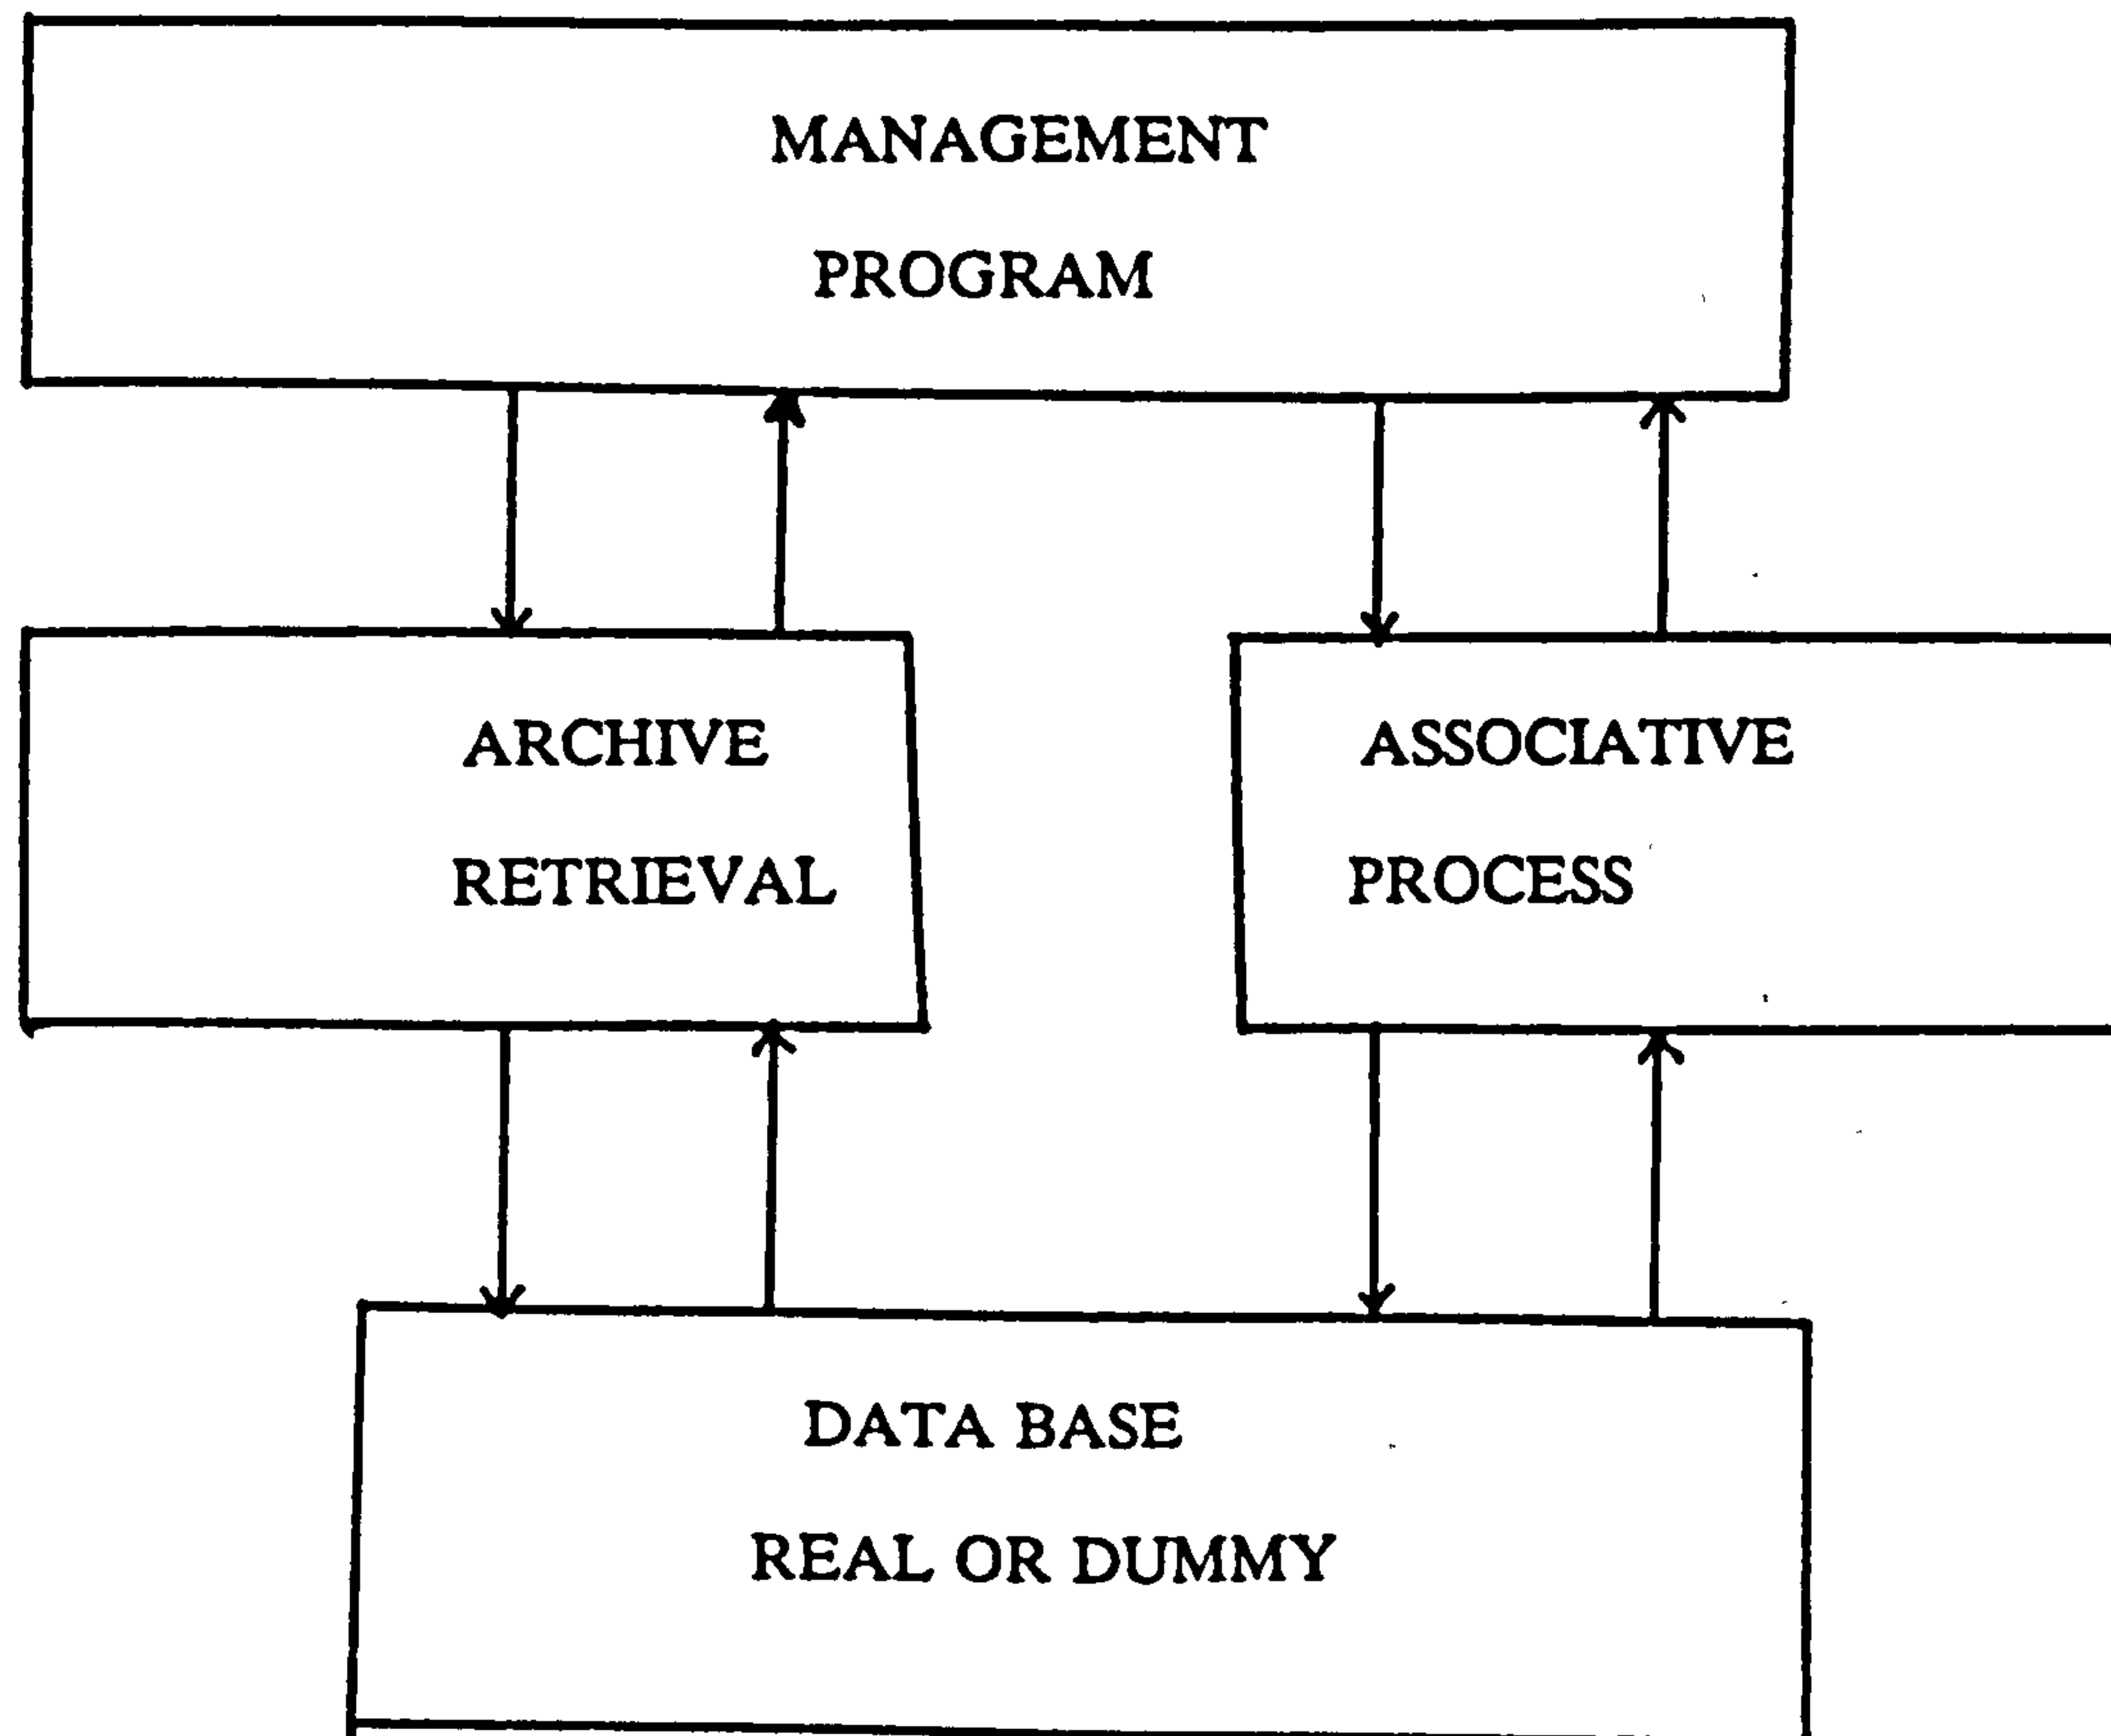 MANAGEMENT
PROGRAM
ARCHIVE
RETRIEVAL
ASSOCIATIVE
PROCESS
DATA BASE
REAL OR DUMMY